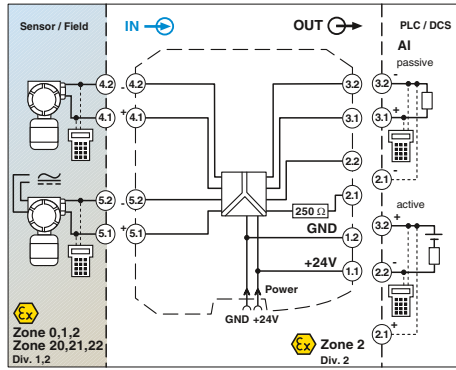 Sensor / Field
IN
OUT
PLC / DCS
AI
passive
4.2 - 4.2
3.2
3.2 -
4.1 + 4.1
3.1
3.1 +
2.2
2.1
2.1 -
250 Ω
5.2 - 5.2
5.1 + 5.1
GND
1.2
+24V
1.1
active
3.2 +
2.2 -
2.1 +
Power
GND +24V
Ex
Zone 0,1,2
Zone 20,21,22
Div. 1,2
Ex
Zone 2
Div. 2